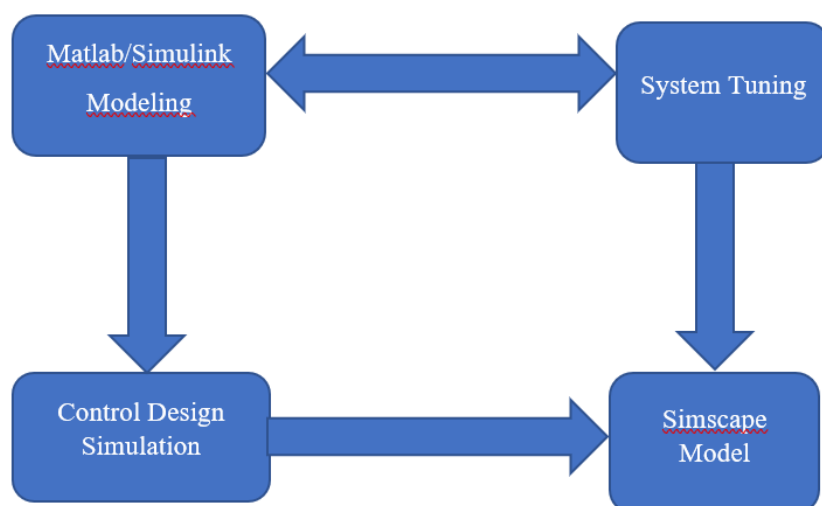 Matlab/Simulink
Modeling
System Tuning
Control Design
Simulation
Simscape
Model